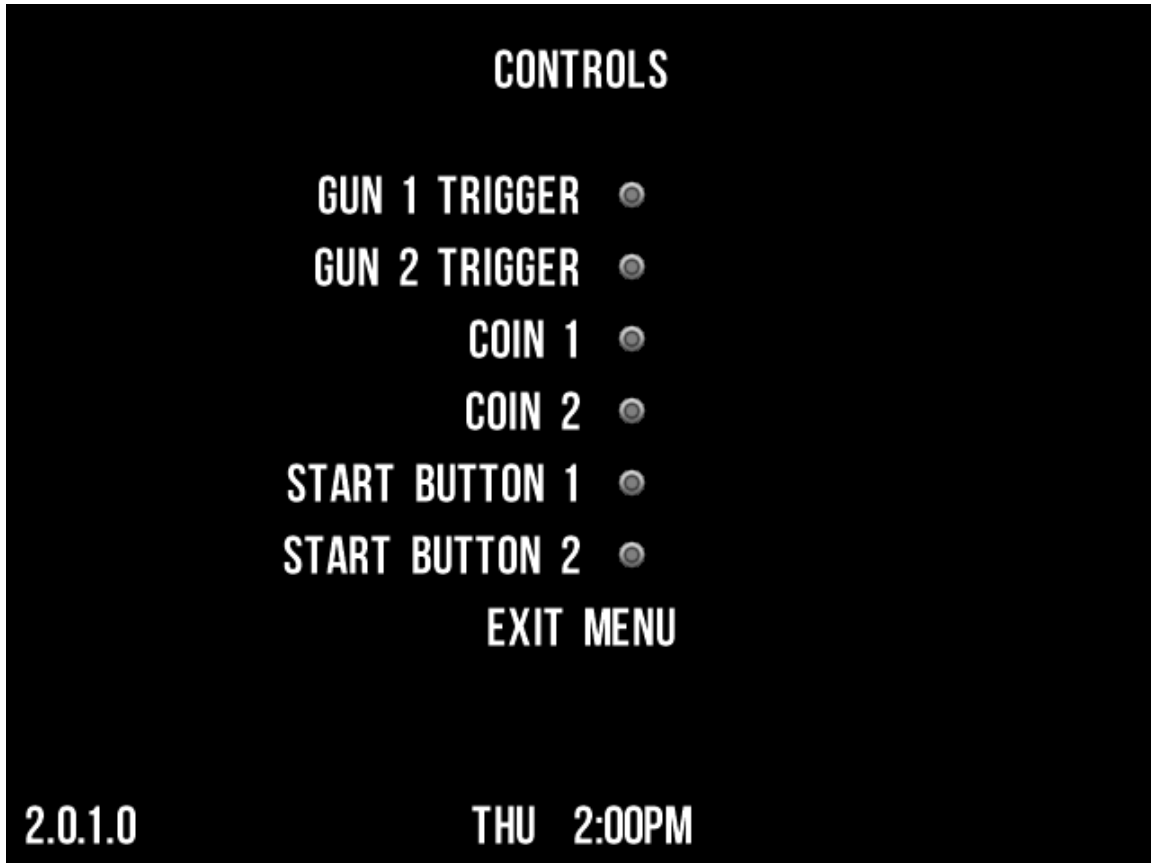 CONTROLS
GUN 1 TRIGGER
GUN 2 TRIGGER
COIN 1
COIN 2
START BUTTON 1
START BUTTON 2
EXIT MENU
2.0.1.0 THU 2:00PM